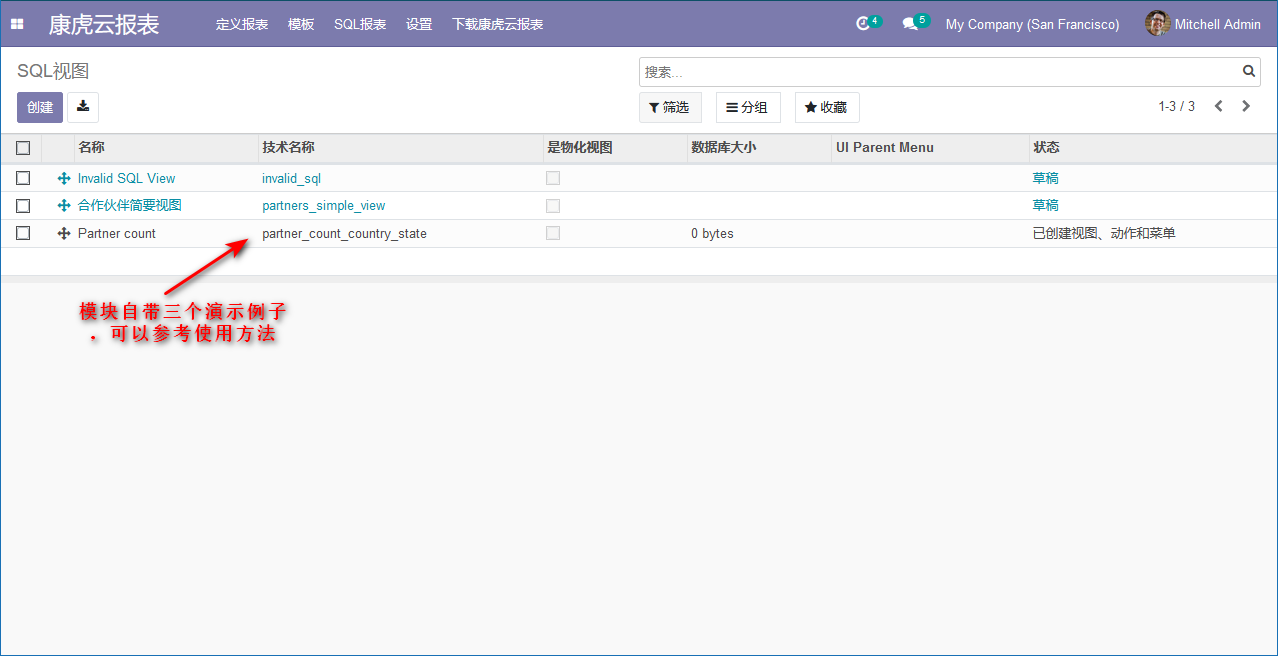 康虎云报表 定义报表 模板 SQL报表 设置 下载康虎云报表 4 5 My Company (San Francisco) Mitchell Admin
SQL视图 搜索...
创建 筛选 分组 收藏 1-3 / 3
名称 技术名称 是物化视图 数据库大小 UI Parent Menu 状态
Invalid SQL View invalid_sql 草稿
合作伙伴简要视图 partners_simple_view 草稿
Partner count partner_count_country_state 0 bytes 已创建视图、动作和菜单
模块自带三个演示例子
。可以参考使用方法